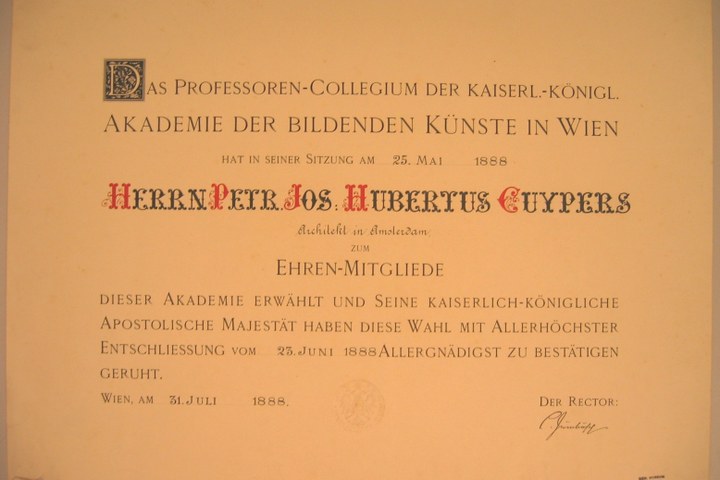 DAS PROFESSOREN-COLLEGIUM DER KAISERL.-KÖNIGL.
AKADEMIE DER BILDENDEN KÜNSTE IN WIEN
HAT IN SEINER SITZUNG AM 25. MAI 1888
HERRN PETR. JOS: HUBERTUS CUYPERS
Architekt in Amsterdam,
ZUM
EHREN-MITGLIEDE
DIESER AKADEMIE ERWÄHLT UND SEINE KAISERLICH-KÖNIGLICHE
APOSTOLISCHE MAJESTÄT HABEN DIESE WAHL MIT ALLERHÖCHSTER
ENTSCHLIESSUNG VOM 23. JUNI 1888 ALLERGNÄDIGST ZU BESTÄTIGEN
GERUHT.
WIEN, AM 31. JULI 1888.
DER RECTOR: